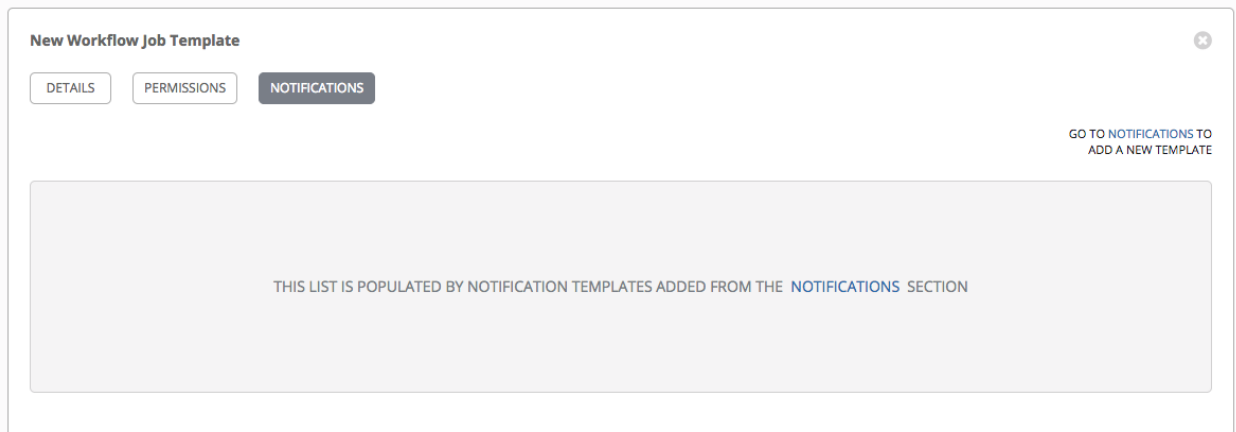 New Workflow Job Template
DETAILS
PERMISSIONS
NOTIFICATIONS
GO TO NOTIFICATIONS TO
ADD A NEW TEMPLATE
THIS LIST IS POPULATED BY NOTIFICATION TEMPLATES ADDED FROM THE NOTIFICATIONS SECTION